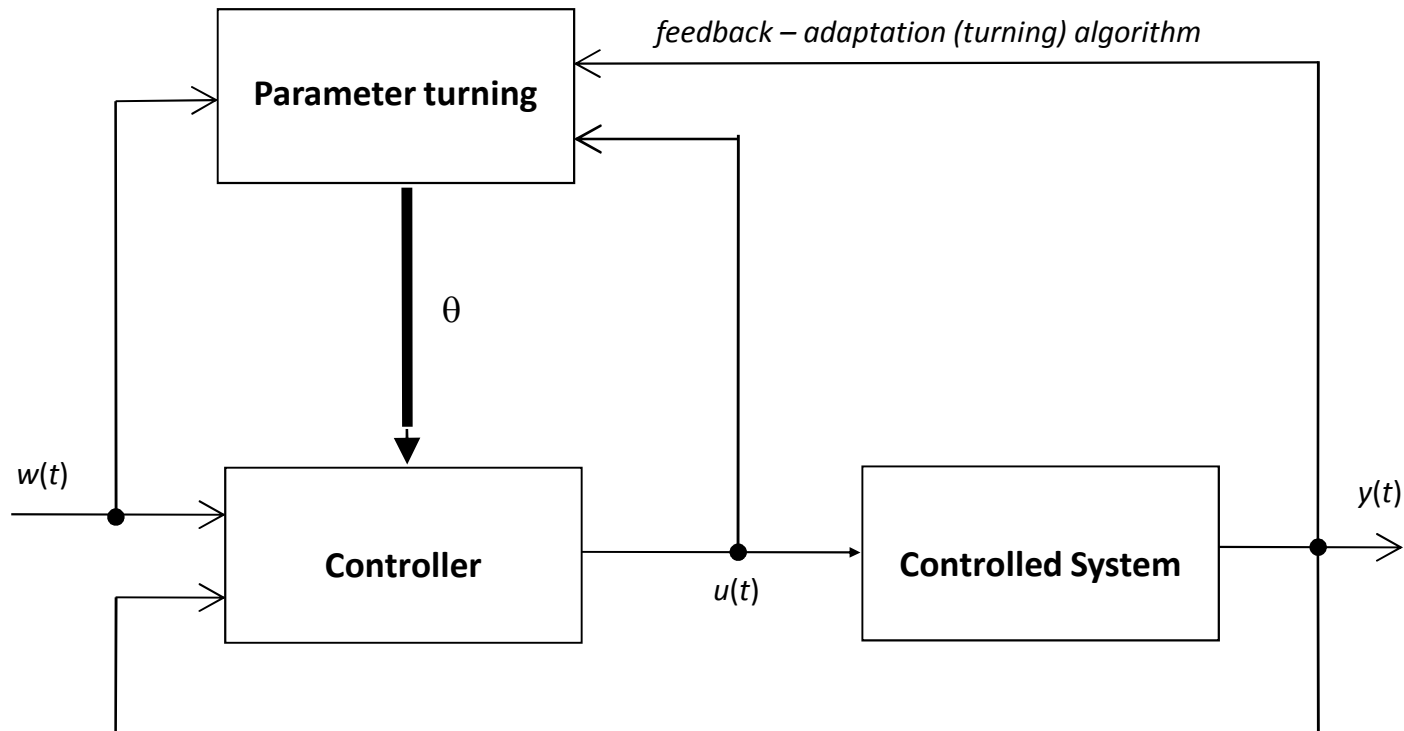 feedback – adaptation (turning) algorithm
Parameter turning
θ
w(t)
y(t)
Controller
Controlled System
u(t)